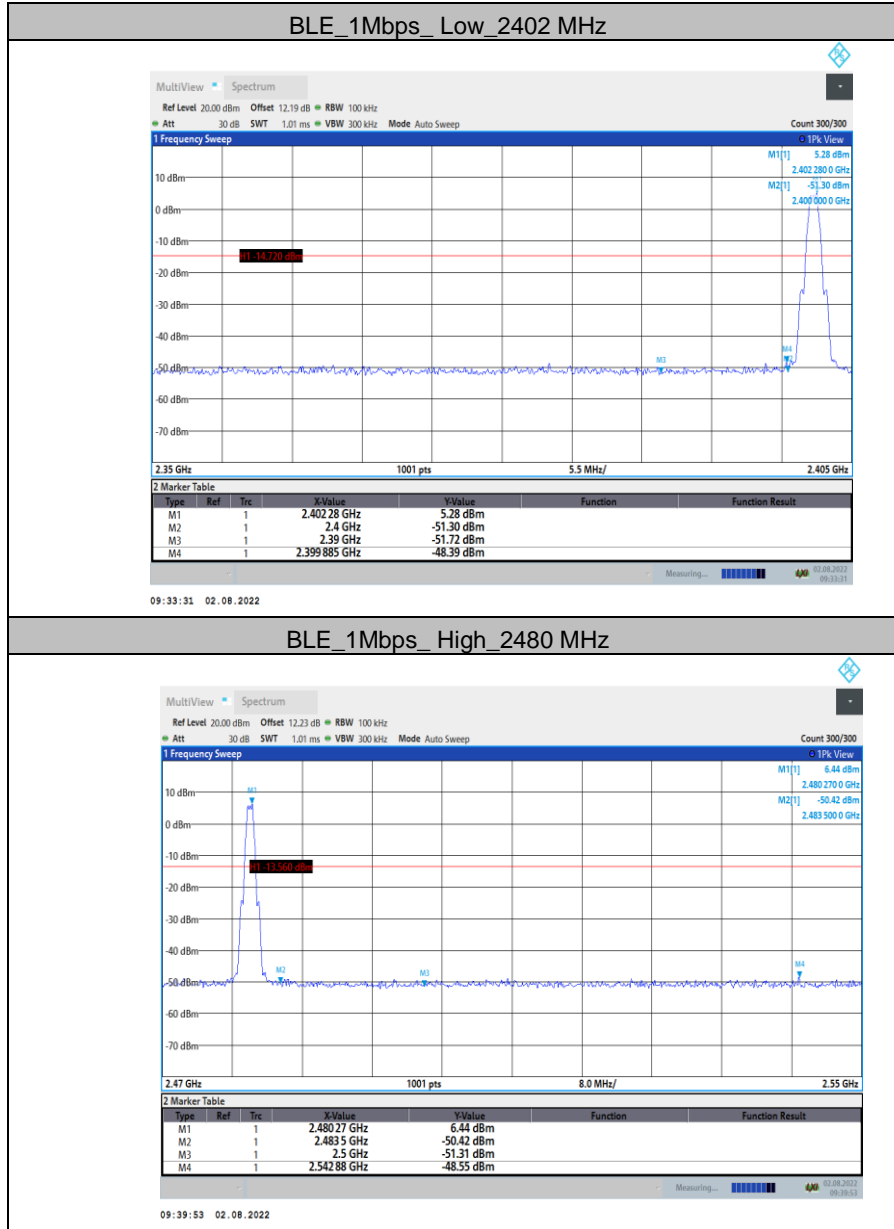 BLE_1Mbps_ Low_2402 MHz
MultiView Spectrum
Ref Level 20.00 dBm Offset 12.19 dB RBW 100 kHz
Att 30 dB SWT 1.01 ms VBW 300 kHz Mode Auto Sweep Count 300/300
1 Frequency Sweep 1Pk View
M1[1] 5.28 dBm
2.402 280 0 GHz
M2[1] -51.30 dBm
2.400 000 0 GHz
10 dBm
0 dBm
-10 dBm
H1 -14.720 dBm
-20 dBm
-30 dBm
-40 dBm
M4
M3
M2
-50 dBm
-60 dBm
-70 dBm
2.35 GHz 1001 pts 5.5 MHz/ 2.405 GHz
2 Marker Table
Type Ref Trc X-Value Y-Value Function Function Result
M1 1 2.402 28 GHz 5.28 dBm
M2 1 2.4 GHz -51.30 dBm
M3 1 2.39 GHz -51.72 dBm
M4 1 2.399 885 GHz -48.39 dBm
Measuring... 02.08.2022
09:33:31
09:33:31 02.08.2022
BLE_1Mbps_ High_2480 MHz
MultiView Spectrum
Ref Level 20.00 dBm Offset 12.23 dB RBW 100 kHz
Att 30 dB SWT 1.01 ms VBW 300 kHz Mode Auto Sweep Count 300/300
1 Frequency Sweep 1Pk View
M1[1] 6.44 dBm
2.480 270 0 GHz
M2[1] -50.42 dBm
2.483 500 0 GHz
M1
10 dBm
0 dBm
-10 dBm
H1 -13.560 dBm
-20 dBm
-30 dBm
-40 dBm
M4
M2 M3
-50 dBm
-60 dBm
-70 dBm
2.47 GHz 1001 pts 8.0 MHz/ 2.55 GHz
2 Marker Table
Type Ref Trc X-Value Y-Value Function Function Result
M1 1 2.480 27 GHz 6.44 dBm
M2 1 2.483 5 GHz -50.42 dBm
M3 1 2.5 GHz -51.31 dBm
M4 1 2.542 88 GHz -48.55 dBm
Measuring... 02.08.2022
09:39:53
09:39:53 02.08.2022